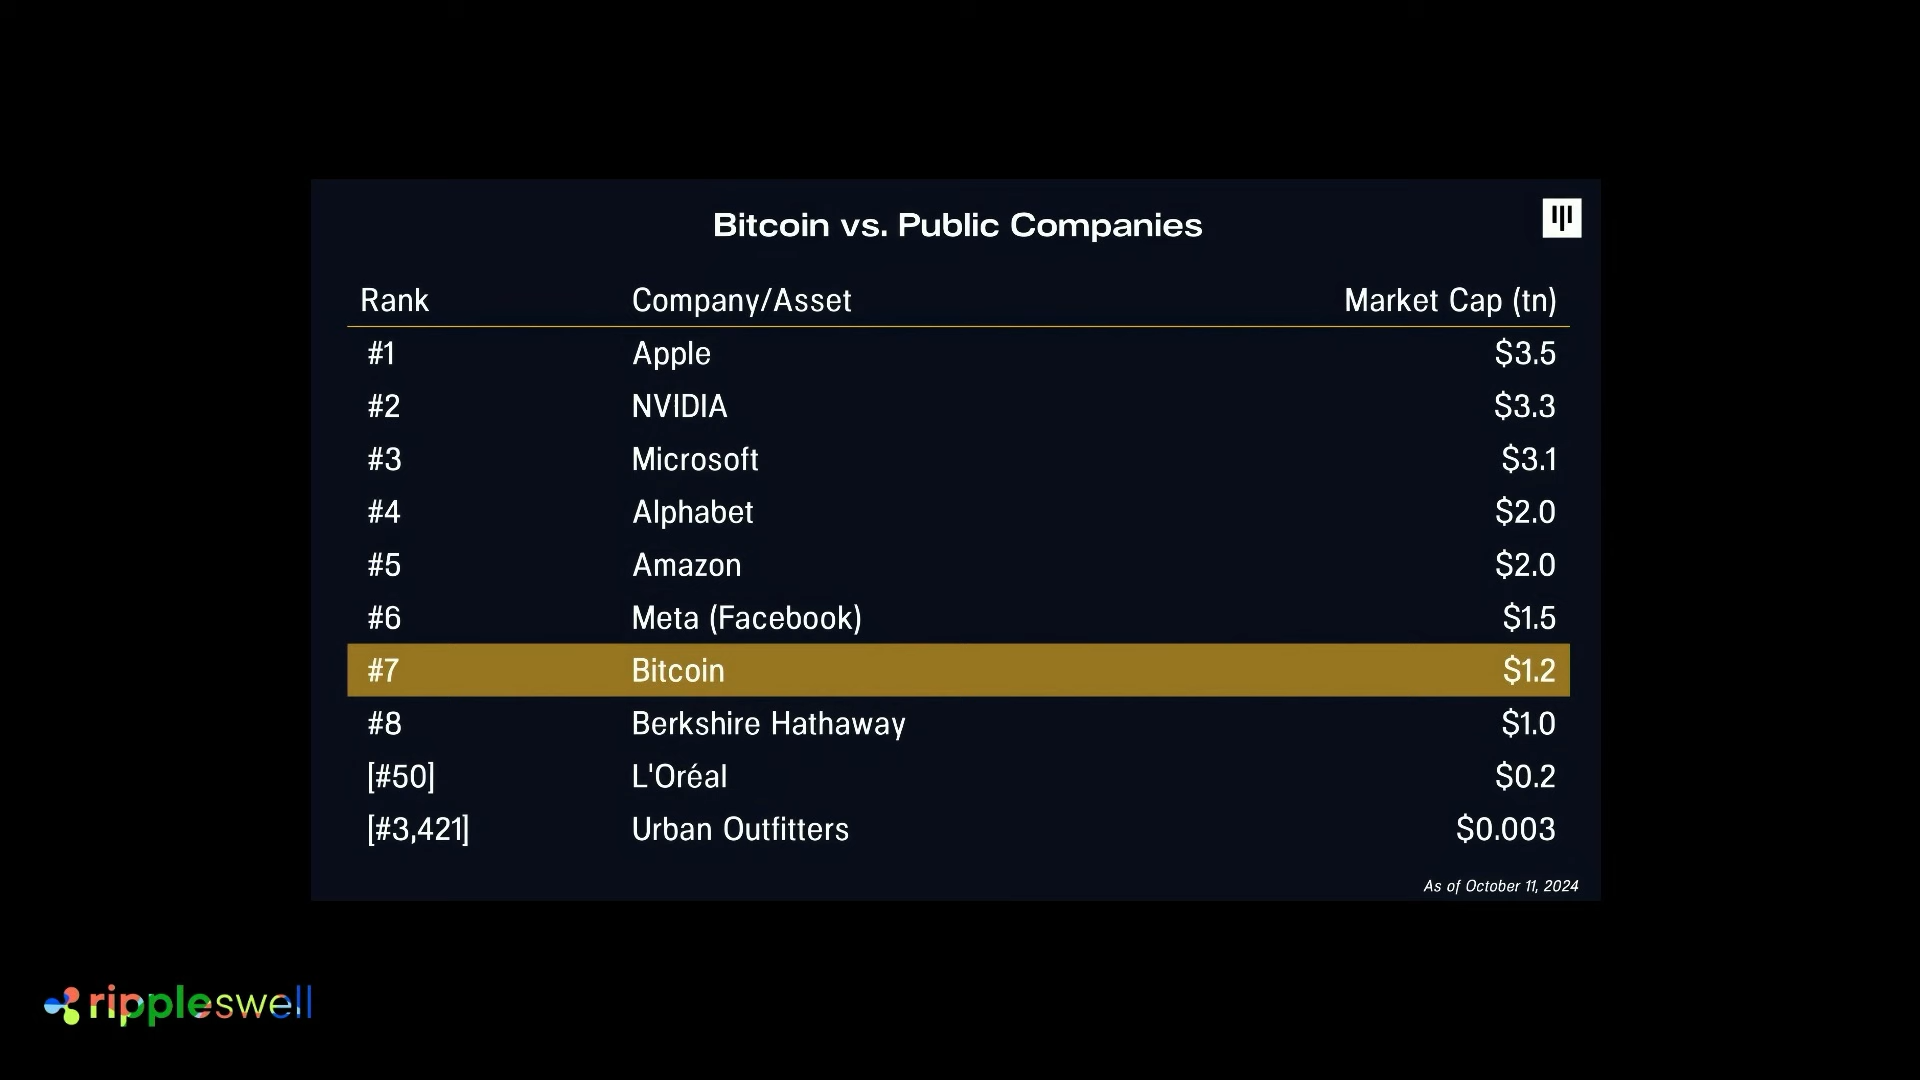 Bitcoin vs. Public Companies
Rank Company/Asset Market Cap (tn)
#1 Apple $3.5
#2 NVIDIA $3.3
#3 Microsoft $3.1
#4 Alphabet $2.0
#5 Amazon $2.0
#6 Meta (Facebook) $1.5
#7 Bitcoin $1.2
#8 Berkshire Hathaway $1.0
[#50] L'Oréal $0.2
[#3,421] Urban Outfitters $0.003
As of October 11, 2024
rippleswell